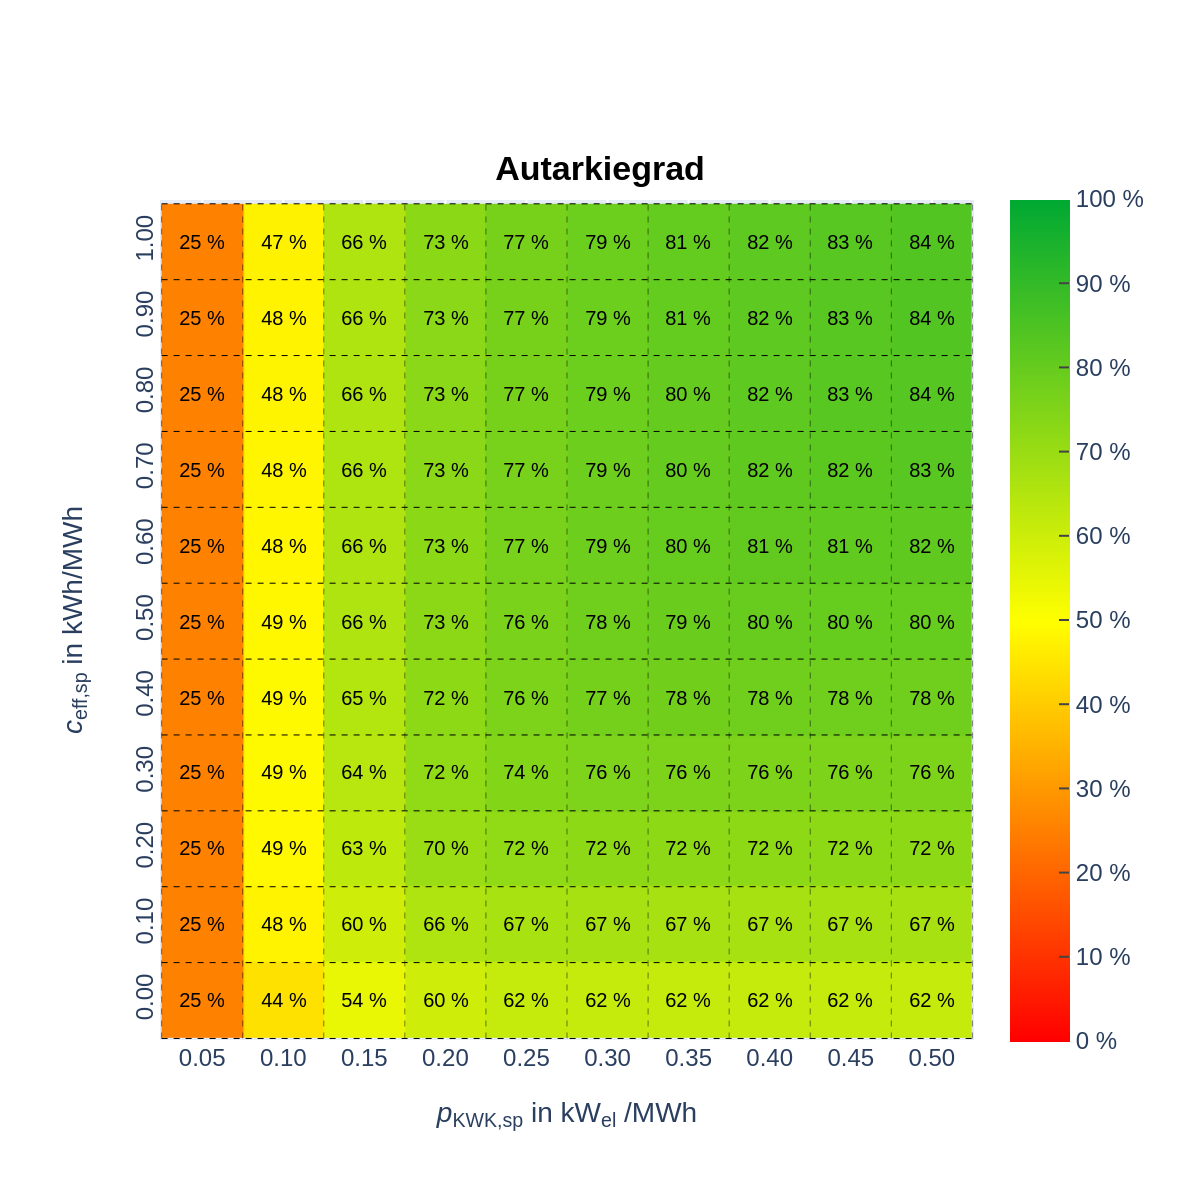 Autarkiegrad
1.00 25 % 47 % 66 % 73 % 77 % 79 % 81 % 82 % 83 % 84 %
0.90 25 % 48 % 66 % 73 % 77 % 79 % 81 % 82 % 83 % 84 %
0.80 25 % 48 % 66 % 73 % 77 % 79 % 80 % 82 % 83 % 84 %
0.70 25 % 48 % 66 % 73 % 77 % 79 % 80 % 82 % 82 % 83 %
0.60 25 % 48 % 66 % 73 % 77 % 79 % 80 % 81 % 81 % 82 %
0.50 25 % 49 % 66 % 73 % 76 % 78 % 79 % 80 % 80 % 80 %
0.40 25 % 49 % 65 % 72 % 76 % 77 % 78 % 78 % 78 % 78 %
0.30 25 % 49 % 64 % 72 % 74 % 76 % 76 % 76 % 76 % 76 %
0.20 25 % 49 % 63 % 70 % 72 % 72 % 72 % 72 % 72 % 72 %
0.10 25 % 48 % 60 % 66 % 67 % 67 % 67 % 67 % 67 % 67 %
0.00 25 % 44 % 54 % 60 % 62 % 62 % 62 % 62 % 62 % 62 %
0.05 0.10 0.15 0.20 0.25 0.30 0.35 0.40 0.45 0.50
pKWK,sp in kWel /MWh
ceff,sp in kWh/MWh
100 %
90 %
80 %
70 %
60 %
50 %
40 %
30 %
20 %
10 %
0 %